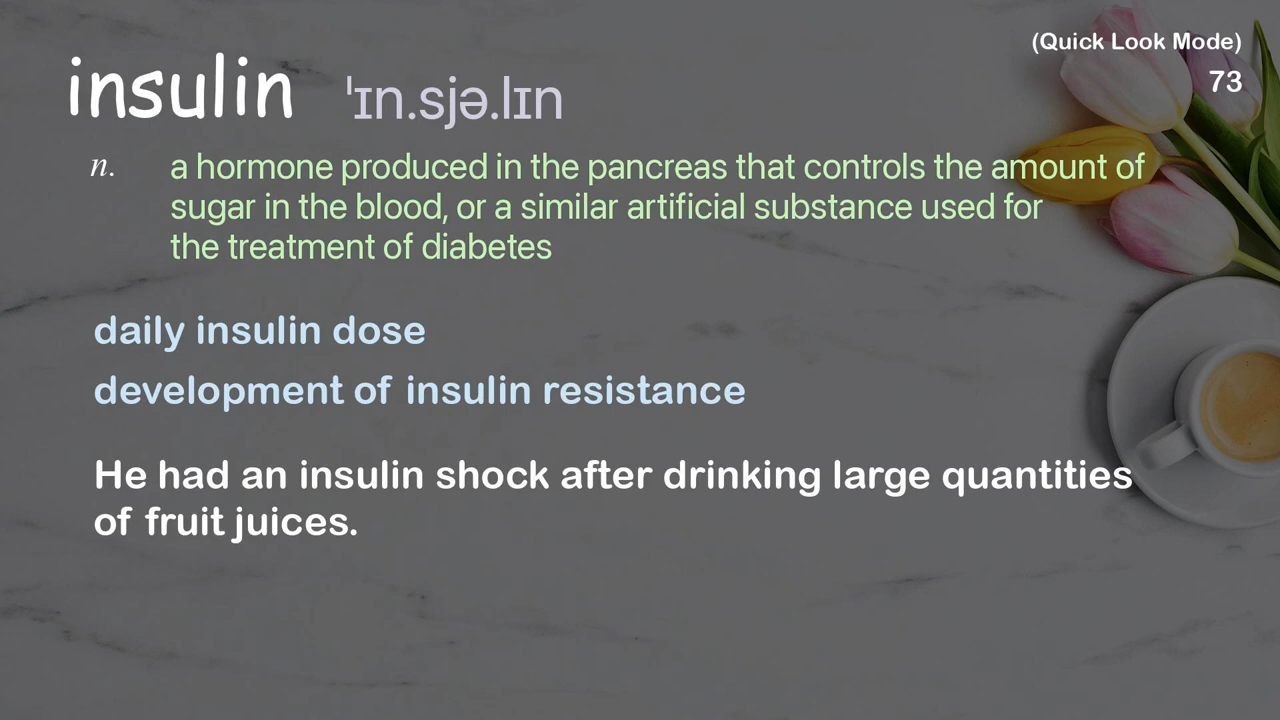 (Quick Look Mode)
73
insulin ˈɪn.sjə.lɪn
n. a hormone produced in the pancreas that controls the amount of
sugar in the blood, or a similar artificial substance used for
the treatment of diabetes
daily insulin dose
development of insulin resistance
He had an insulin shock after drinking large quantities
of fruit juices.